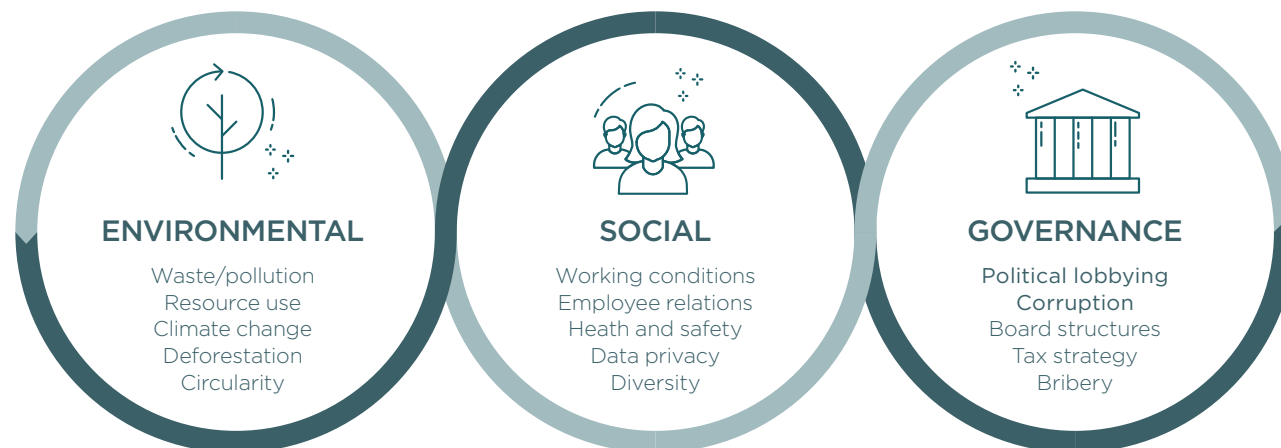 ENVIRONMENTAL
Waste/pollution
Resource use
Climate change
Deforestation
Circularity
SOCIAL
Working conditions
Employee relations
Heath and safety
Data privacy
Diversity
GOVERNANCE
Political lobbying
Corruption
Board structures
Tax strategy
Bribery